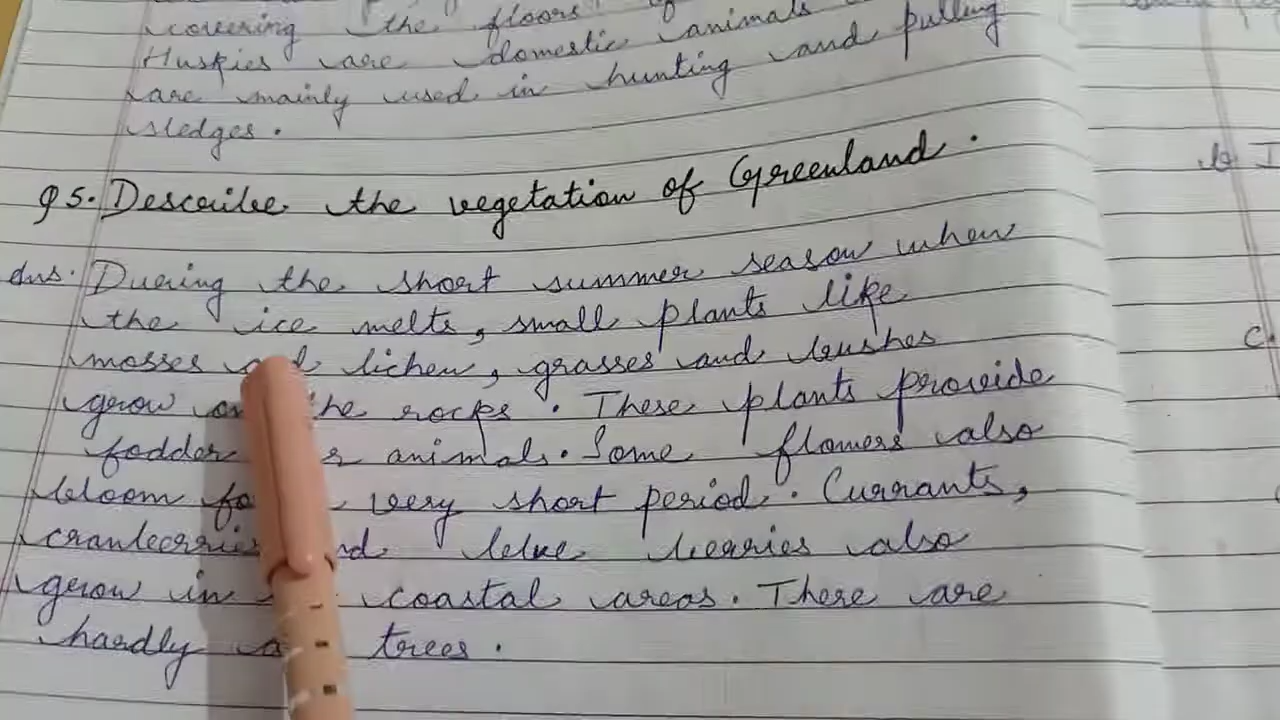 covering the floors
Huskies are domestic animals
are mainly used in hunting and pulling
sledges.
Q5. Describe the vegetation of Greenland.
Ans. During the short summer season when
the ice melts, small plants like
mosses and lichen, grasses and bushes
grow on the rocks. These plants provide
fodder animals. Some flowers also
bloom very short period. Currants,
cranberries blue berries also
grow in coastal areas. There are
hardly trees.